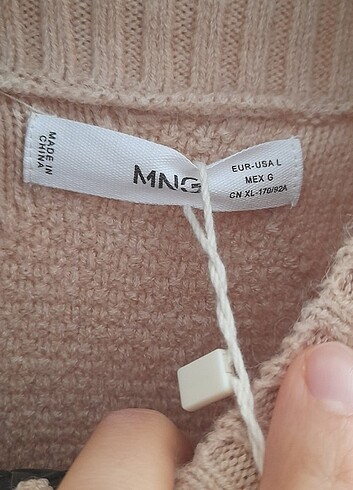 MADE IN
CHINA
MNG
EUR-USA L
MEX G
CN XL-170/92A